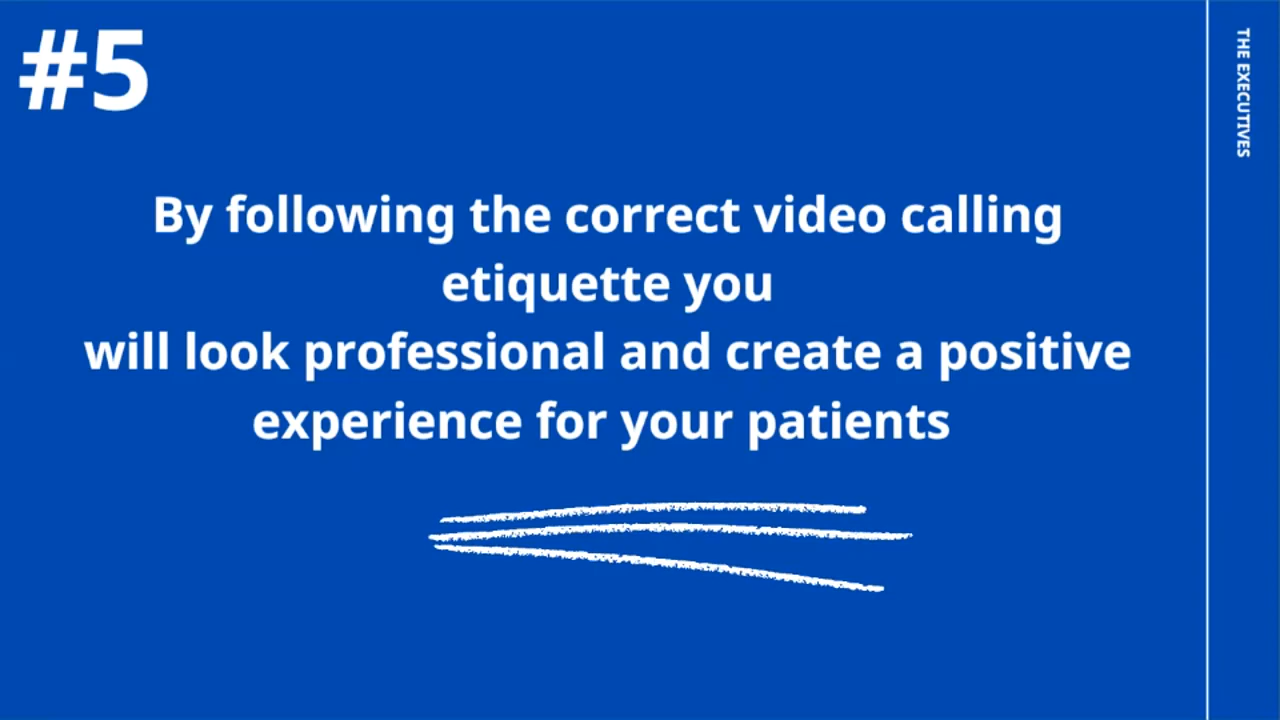 #5
THE EXECUTIVES
By following the correct video calling
etiquette you
will look professional and create a positive
experience for your patients